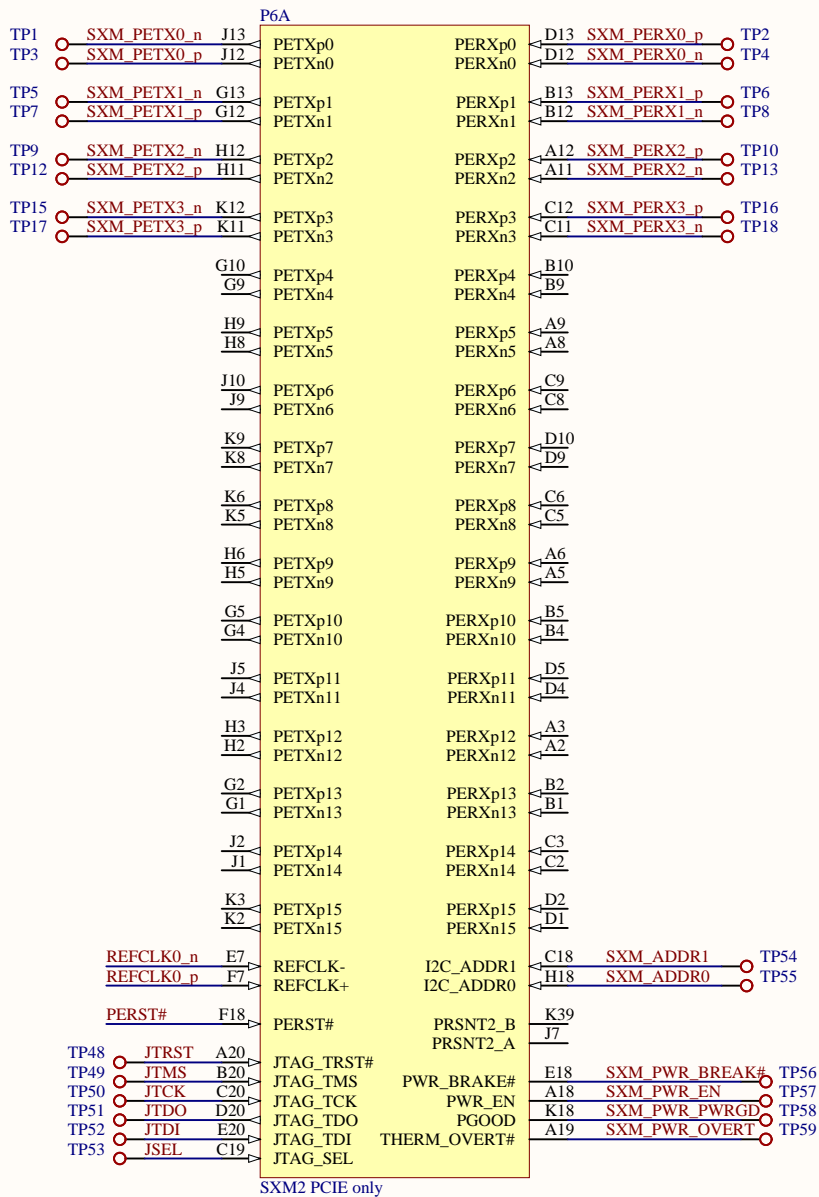 P6A
TP1 SXM_PETX0_n J13 PETXp0 PERXp0 D13 SXM_PERX0_p TP2
TP3 SXM_PETX0_p J12 PETXn0 PERXn0 D12 SXM_PERX0_n TP4
TP5 SXM_PETX1_n G13 PETXp1 PERXp1 B13 SXM_PERX1_p TP6
TP7 SXM_PETX1_p G12 PETXn1 PERXn1 B12 SXM_PERX1_n TP8
TP9 SXM_PETX2_n H12 PETXp2 PERXp2 A12 SXM_PERX2_p TP10
TP12 SXM_PETX2_p H11 PETXn2 PERXn2 A11 SXM_PERX2_n TP13
TP15 SXM_PETX3_n K12 PETXp3 PERXp3 C12 SXM_PERX3_p TP16
TP17 SXM_PETX3_p K11 PETXn3 PERXn3 C11 SXM_PERX3_n TP18
G10 PETXp4 PERXp4 B10
G9 PETXn4 PERXn4 B9
H9 PETXp5 PERXp5 A9
H8 PETXn5 PERXn5 A8
J10 PETXp6 PERXp6 C9
J9 PETXn6 PERXn6 C8
K9 PETXp7 PERXp7 D10
K8 PETXn7 PERXn7 D9
K6 PETXp8 PERXp8 C6
K5 PETXn8 PERXn8 C5
H6 PETXp9 PERXp9 A6
H5 PETXn9 PERXn9 A5
G5 PETXp10 PERXp10 B5
G4 PETXn10 PERXn10 B4
J5 PETXp11 PERXp11 D5
J4 PETXn11 PERXn11 D4
H3 PETXp12 PERXp12 A3
H2 PETXn12 PERXn12 A2
G2 PETXp13 PERXp13 B2
G1 PETXn13 PERXn13 B1
J2 PETXp14 PERXp14 C3
J1 PETXn14 PERXn14 C2
K3 PETXp15 PERXp15 D2
K2 PETXn15 PERXn15 D1
REFCLK0_n E7 REFCLK- I2C_ADDR1 C18 SXM_ADDR1 TP54
REFCLK0_p F7 REFCLK+ I2C_ADDR0 H18 SXM_ADDR0 TP55
PERST# F18 PERST# PRSNT2_B K39
PRSNT2_A J7
TP48 JTRST A20 JTAG_TRST#
TP49 JTMS B20 JTAG_TMS PWR_BRAKE# E18 SXM_PWR_BREAK# TP56
TP50 JTCK C20 JTAG_TCK PWR_EN A18 SXM_PWR_EN TP57
TP51 JTDO D20 JTAG_TDO PGOOD K18 SXM_PWR_PWRGD TP58
TP52 JTDI E20 JTAG_TDI THERM_OVERT# A19 SXM_PWR_OVERT TP59
TP53 JSEL C19 JTAG_SEL
SXM2 PCIE only